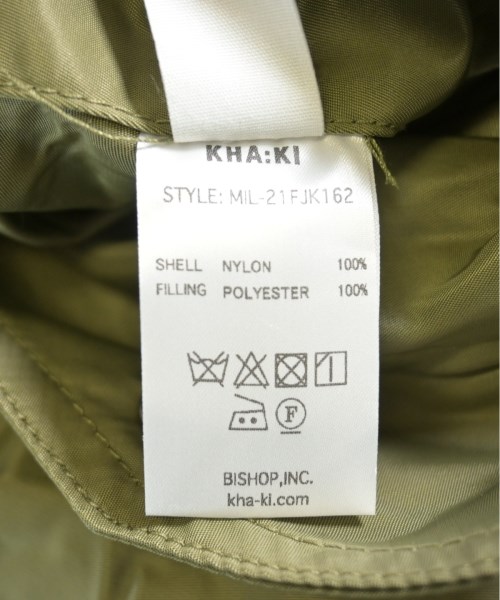 KHA:KI
STYLE: MIL-21FJK162
SHELL NYLON 100%
FILLING POLYESTER 100%
F
BISHOP,INC.
kha-ki.com